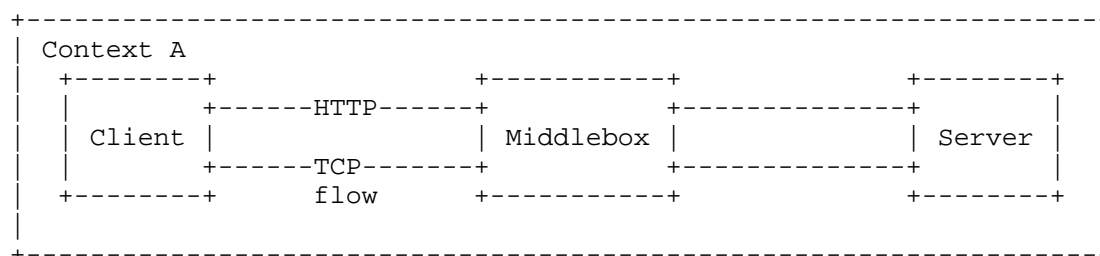 +-------------------------------------------------------------------
| Context A
|  +--------+                +-----------+              +--------+
|  |        +------HTTP------+           +--------------+        |
|  | Client |                | Middlebox |              | Server |
|  |        +------TCP-------+           +--------------+        |
|  +--------+      flow      +-----------+              +--------+
|
+-------------------------------------------------------------------